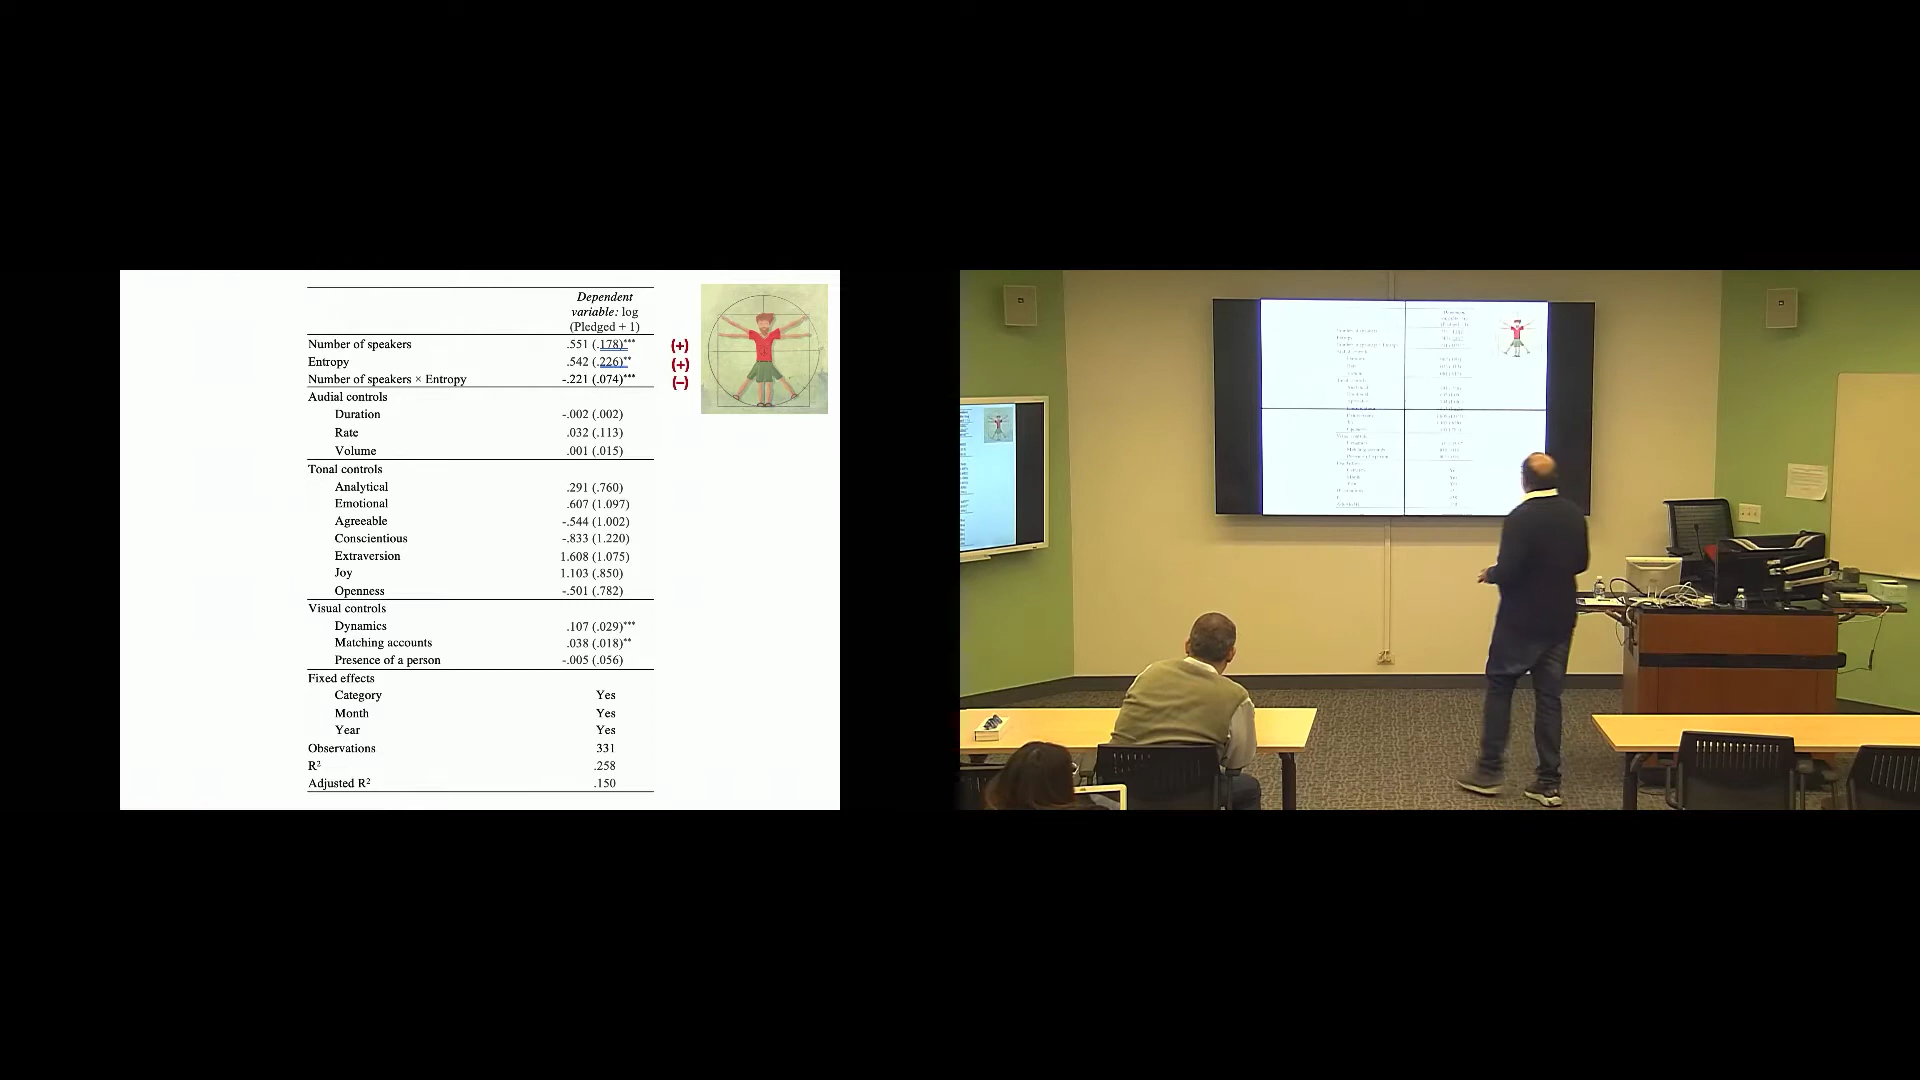 Dependent
variable: log
(Pledged + 1)
Number of speakers .551 (.178)*** (+)
Entropy .542 (.226)** (+)
Number of speakers × Entropy -.221 (.074)*** (–)
Audial controls
Duration -.002 (.002)
Rate .032 (.113)
Volume .001 (.015)
Tonal controls
Analytical .291 (.760)
Emotional .607 (1.097)
Agreeable -.544 (1.002)
Conscientious -.833 (1.220)
Extraversion 1.608 (1.075)
Joy 1.103 (.850)
Openness -.501 (.782)
Visual controls
Dynamics .107 (.029)***
Matching accounts .038 (.018)**
Presence of a person -.005 (.056)
Fixed effects
Category Yes
Month Yes
Year Yes
Observations 331
R² .258
Adjusted R² .150